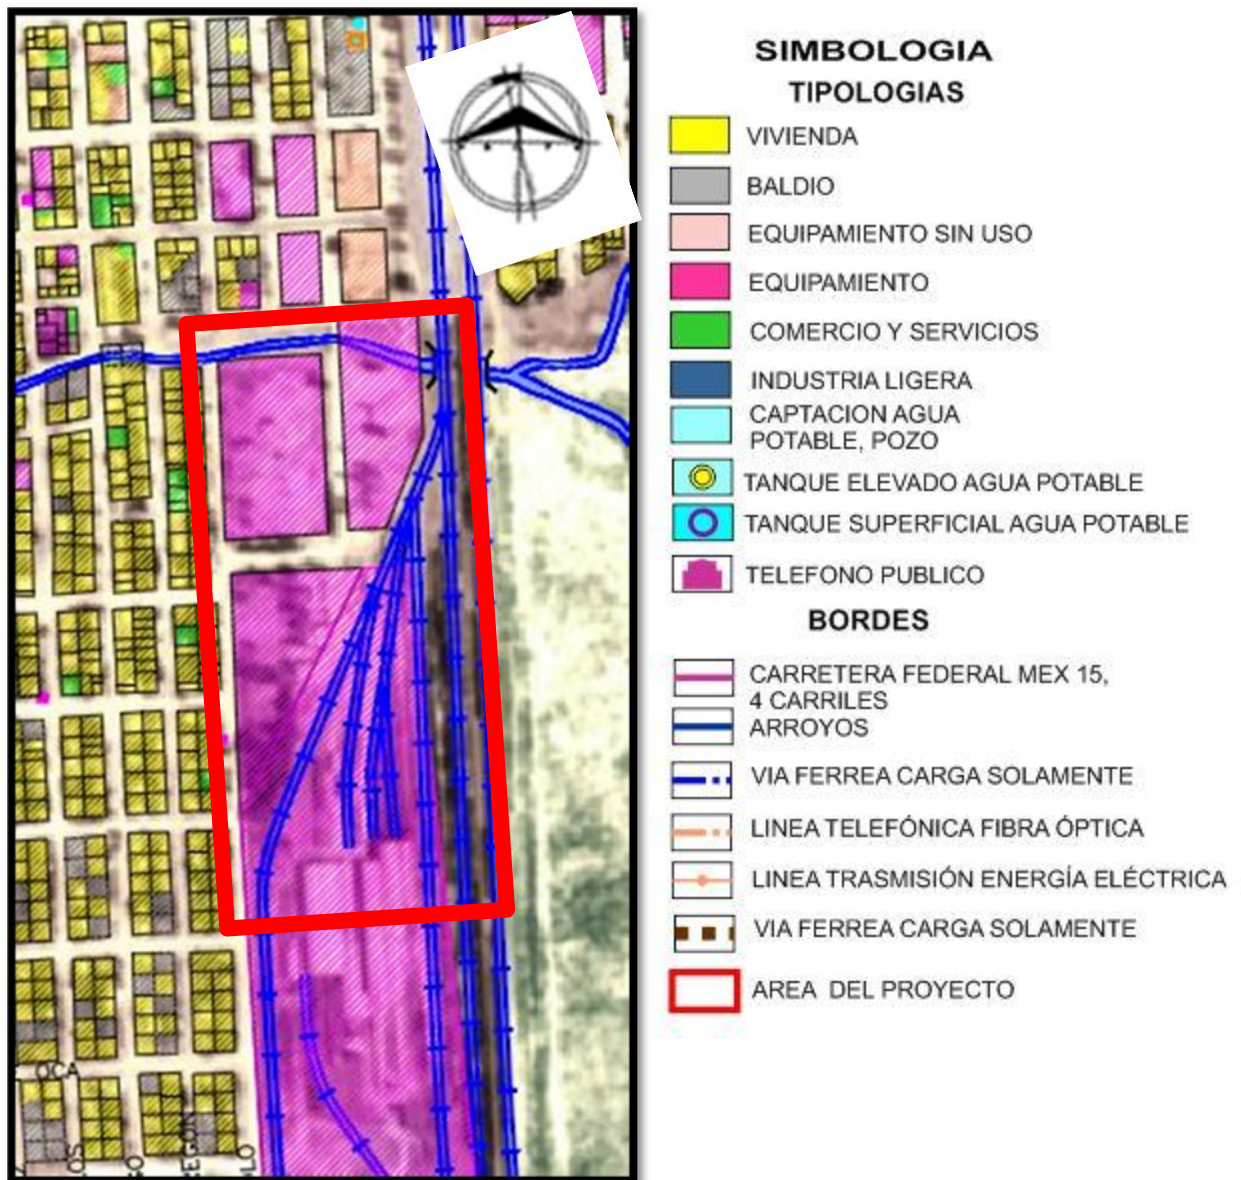 SIMBOLOGIA
TIPOLOGIAS
VIVIENDA
BALDIO
EQUIPAMIENTO SIN USO
EQUIPAMIENTO
COMERCIO Y SERVICIOS
INDUSTRIA LIGERA
CAPTACION AGUA
POTABLE, POZO
TANQUE ELEVADO AGUA POTABLE
TANQUE SUPERFICIAL AGUA POTABLE
TELEFONO PUBLICO
BORDES
CARRETERA FEDERAL MEX 15,
4 CARRILES
ARROYOS
VIA FERREA CARGA SOLAMENTE
LINEA TELEFÓNICA FIBRA ÓPTICA
LINEA TRASMISIÓN ENERGÍA ELÉCTRICA
VIA FERREA CARGA SOLAMENTE
AREA DEL PROYECTO